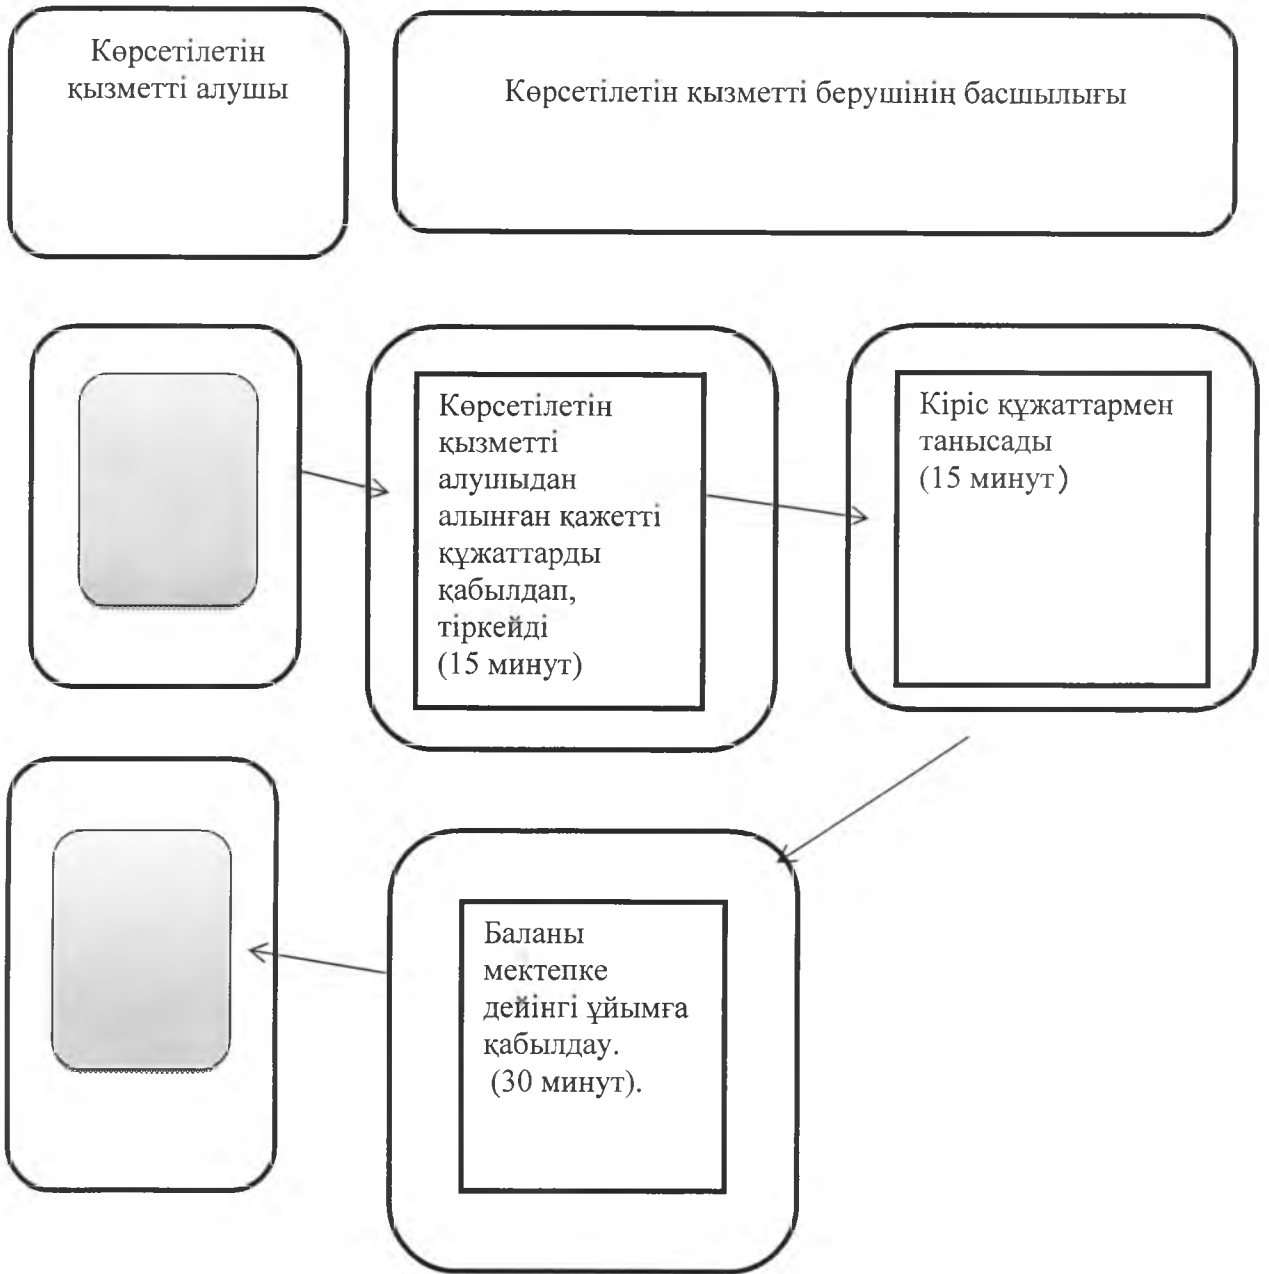 Көрсетілетін
қызметті алушы
Көрсетілетін қызметті берушінің басшылығы
Көрсетілетін
қызметті
алушыдан
алынған қажетті
құжаттарды
қабылдап,
тіркейді
(15 минут)
Кіріс құжаттармен
танысады
(15 минут)
Баланы
мектепке
дейінгі ұйымға
қабылдау.
(30 минут).